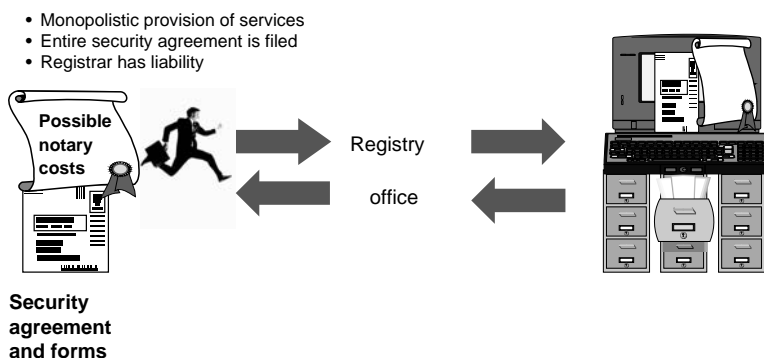 • Monopolistic provision of services
• Entire security agreement is filed
• Registrar has liability
Possible
notary
costs
Registry
office
Security
agreement
and forms